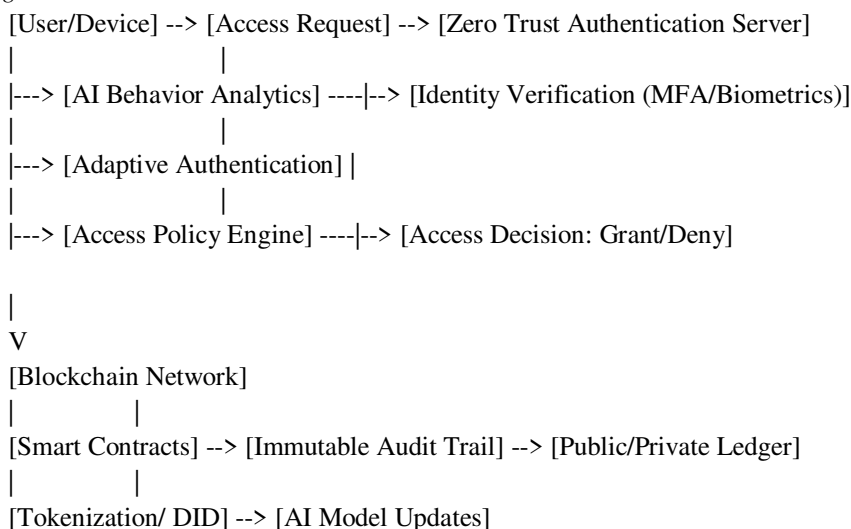 [User/Device] --> [Access Request] --> [Zero Trust Authentication Server]
| |
|---> [AI Behavior Analytics] ----|--> [Identity Verification (MFA/Biometrics)]
| |
|---> [Adaptive Authentication] |
| |
|---> [Access Policy Engine] ----|--> [Access Decision: Grant/Deny]
|
V
[Blockchain Network]
| |
[Smart Contracts] --> [Immutable Audit Trail] --> [Public/Private Ledger]
| |
[Tokenization/ DID] --> [AI Model Updates]